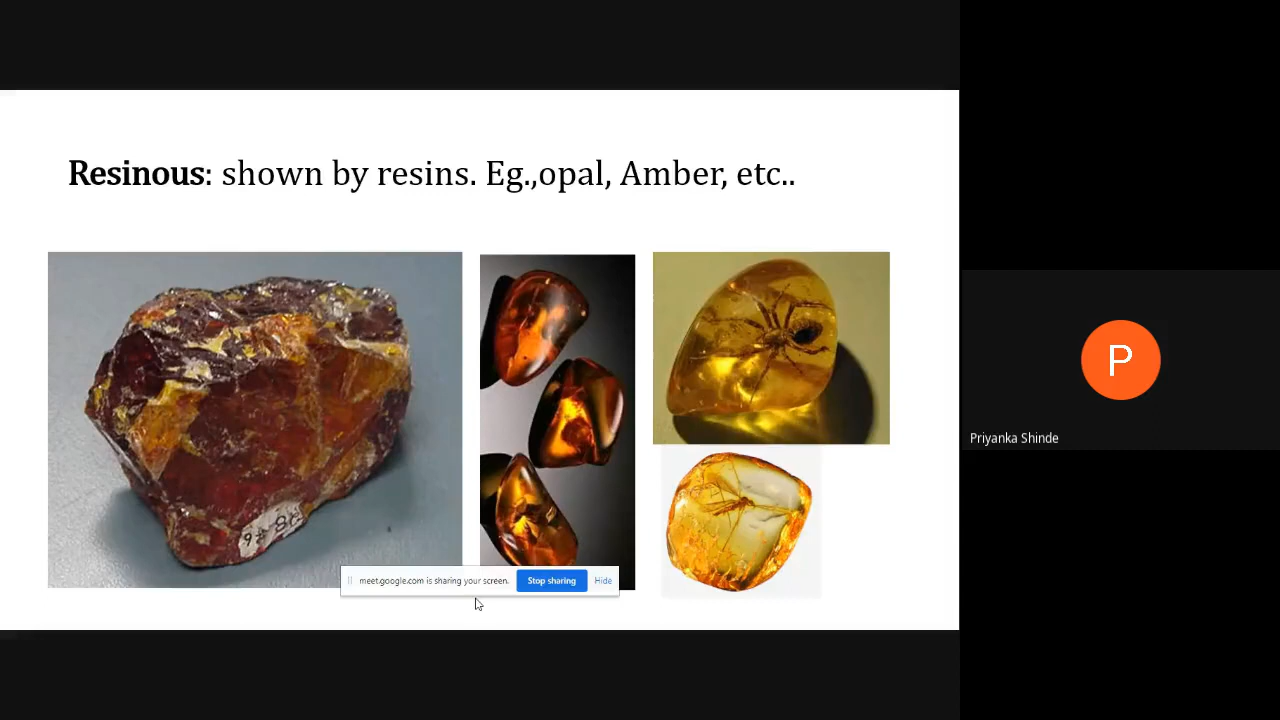 Resinous: shown by resins. Eg.,opal, Amber, etc..
meet.google.com is sharing your screen. Stop sharing Hide
P
Priyanka Shinde